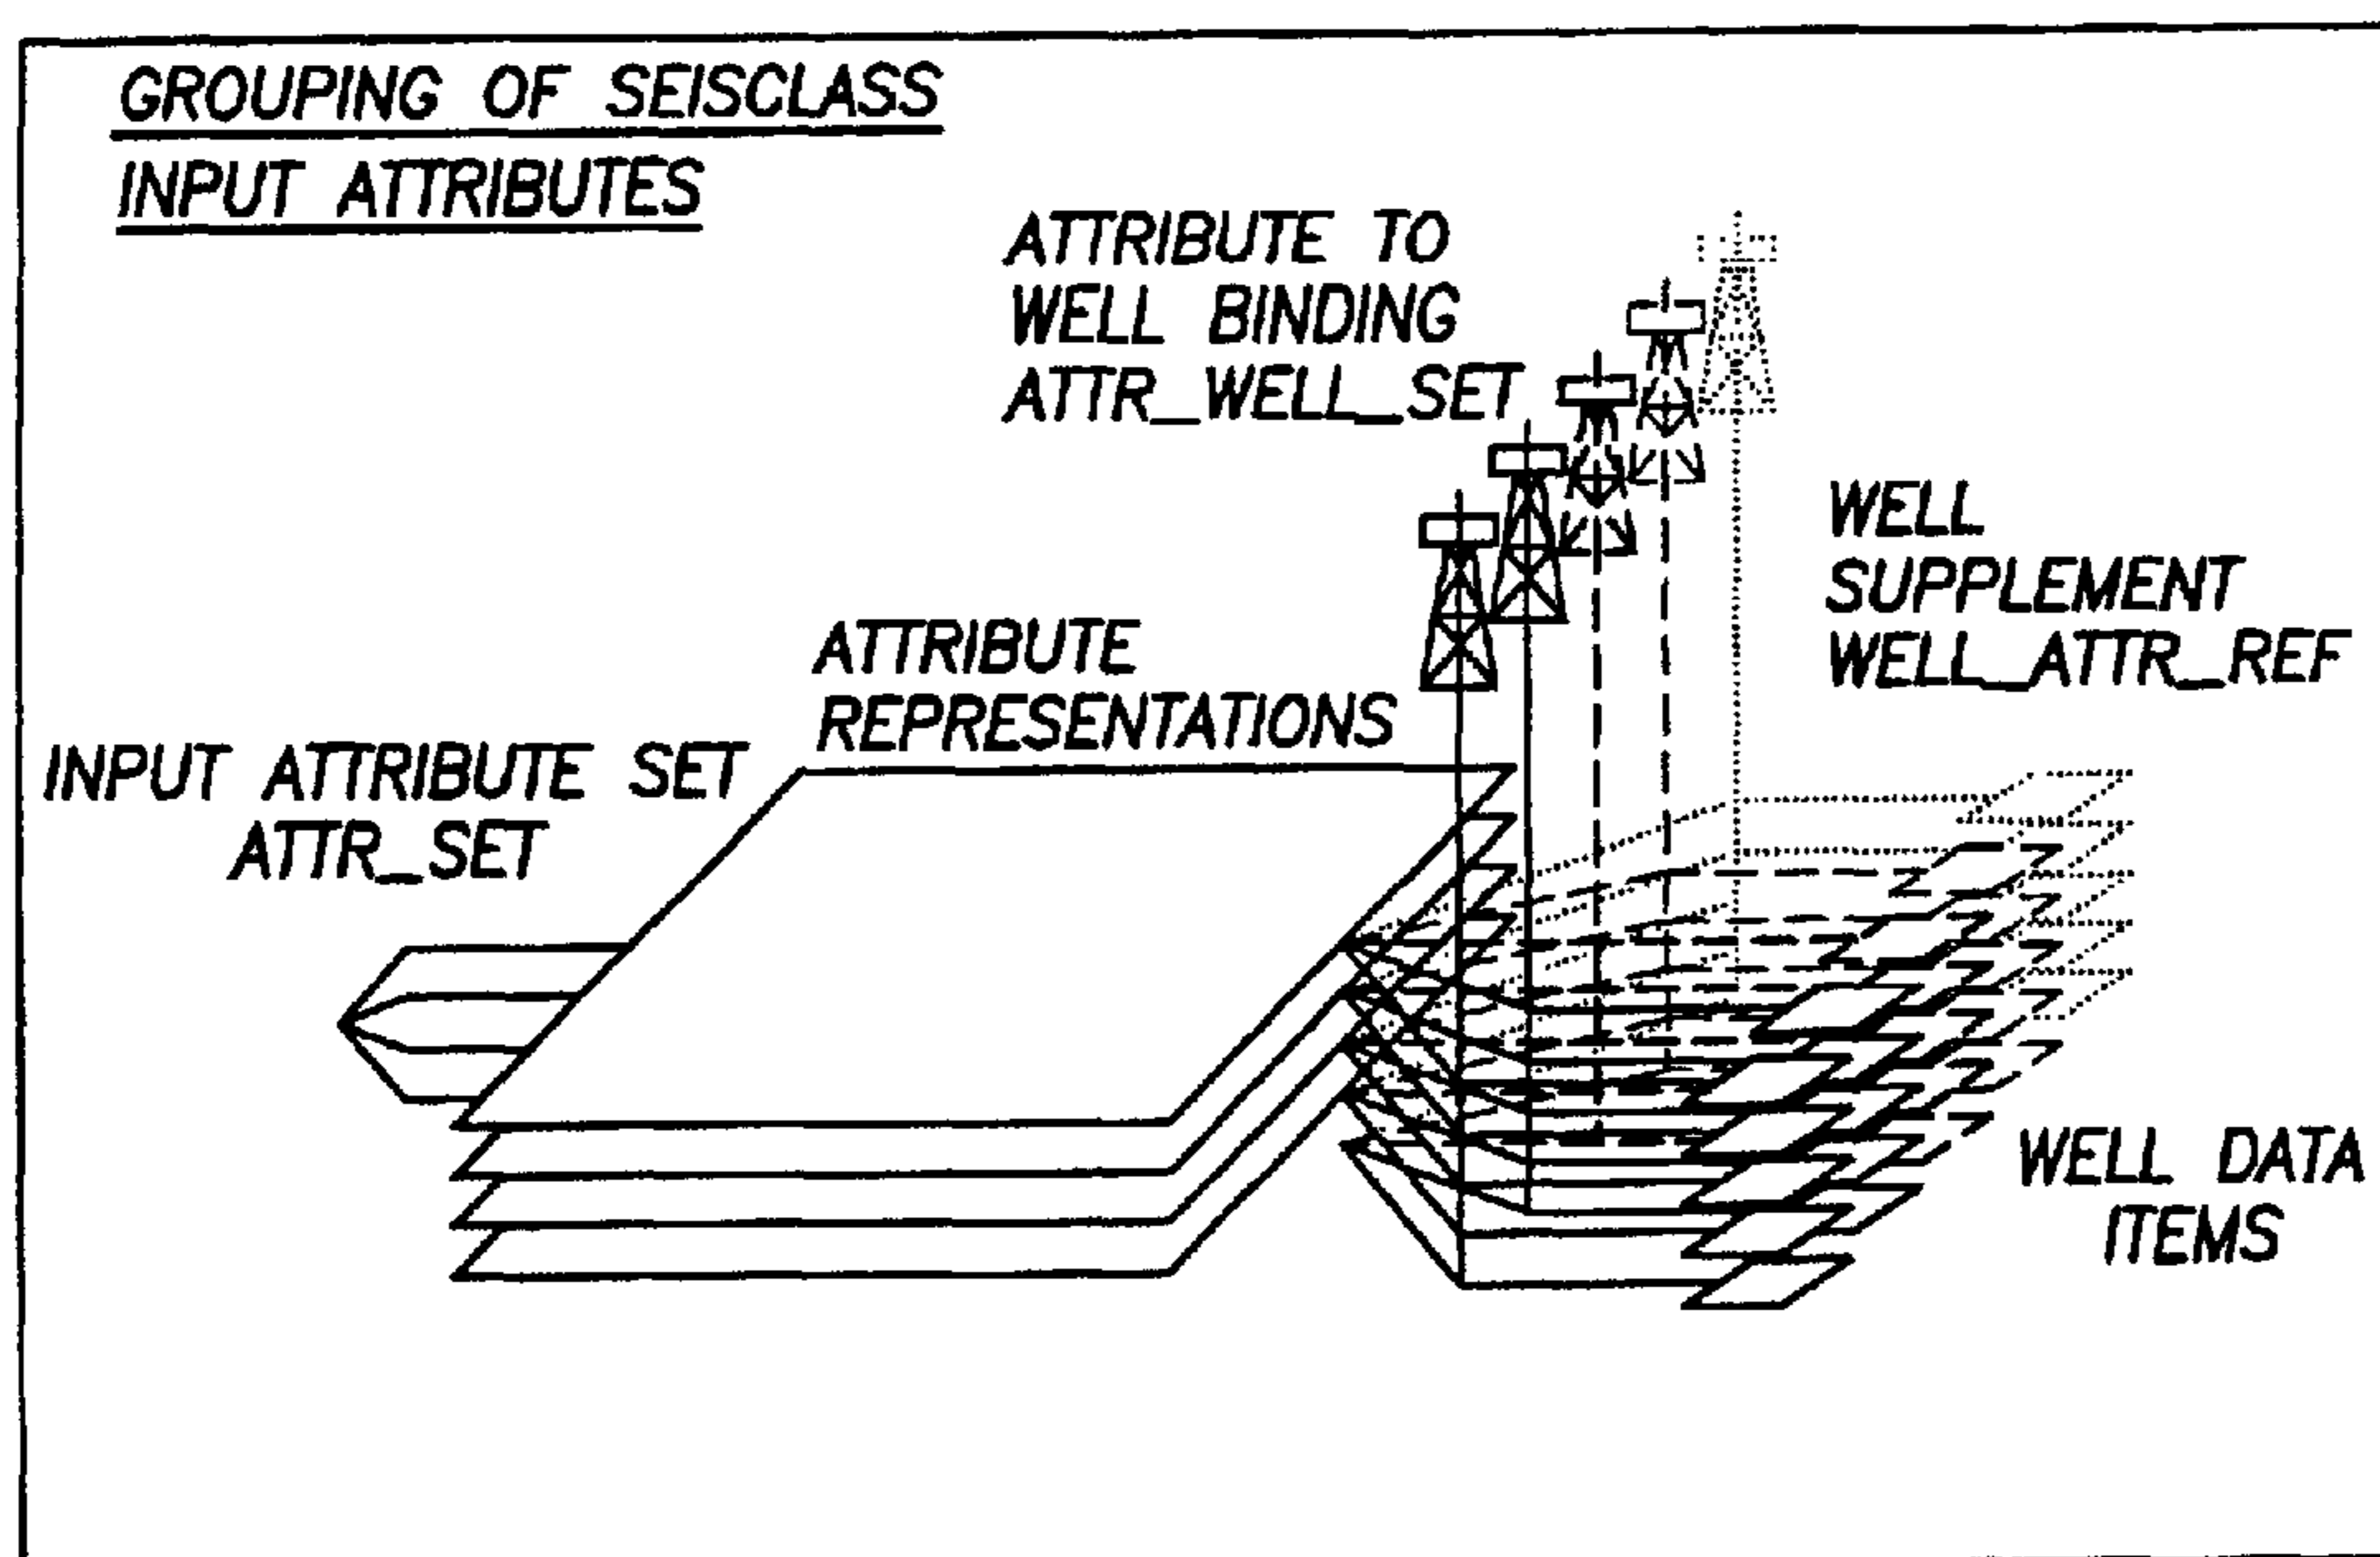 GROUPING OF SEISCLASS
INPUT ATTRIBUTES
ATTRIBUTE TO
WELL BINDING
ATTR_WELL_SET
WELL
SUPPLEMENT
WELL_ATTR_REF
ATTRIBUTE
REPRESENTATIONS
INPUT ATTRIBUTE SET
ATTR_SET
WELL DATA
ITEMS